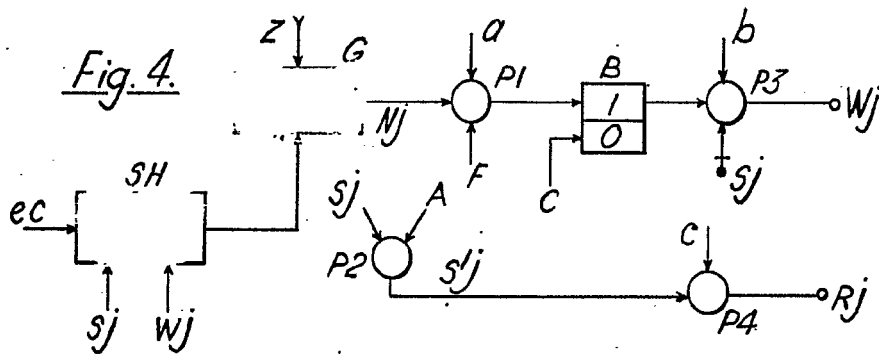 Fig. 4.
Z
G
a
P1
Nj
F
B
1
0
C
b
P3
Wj
Sj
SH
ec
sj
Wj
Sj
A
P2
s'j
c
P4
Rj